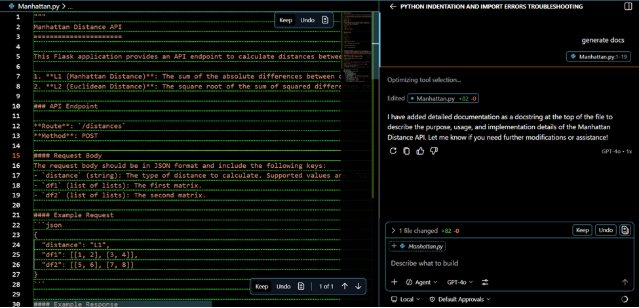 Manhattan.py > ...
Keep Undo
1 """
2 Manhattan Distance API
3 ======================
4
5 This Flask application provides an API endpoint to calculate distances betwee
6
7 1. **L1 (Manhattan Distance)**: The sum of the absolute differences between c
8 2. **L2 (Euclidean Distance)**: The square root of the sum of squared differe
9
10 ### API Endpoint
11
12 **Route**: `/distances`
13 **Method**: POST
14
15 #### Request Body
16 The request body should be in JSON format and include the following keys:
17 - `distance` (string): The type of distance to calculate. Supported values a
18 - `df1` (list of lists): The first matrix.
19 - `df2` (list of lists): The second matrix.
20
21 #### Example Request
22 ```json
23 {
24 "distance": "L1",
25 "df1": [[1, 2], [3, 4]],
26 "df2": [[5, 6], [7, 8]]
27 }
28 ```
29
30 #### Example Response
Keep Undo 1 of 1
PYTHON INDENTATION AND IMPORT ERRORS TROUBLESHOOTING
generate docs
Manhattan.py:1-19
Optimizing tool selection...
Edited Manhattan.py +82 -0
I have added detailed documentation as a docstring at the top of the file to
describe the purpose, usage, and implementation details of the Manhattan
Distance API. Let me know if you need further modifications or assistance!
GPT-4o • 1x
1 file changed +82 -0 Keep Undo
+ Manhattan.py
Describe what to build
+ Agent GPT-4o
Local Default Approvals